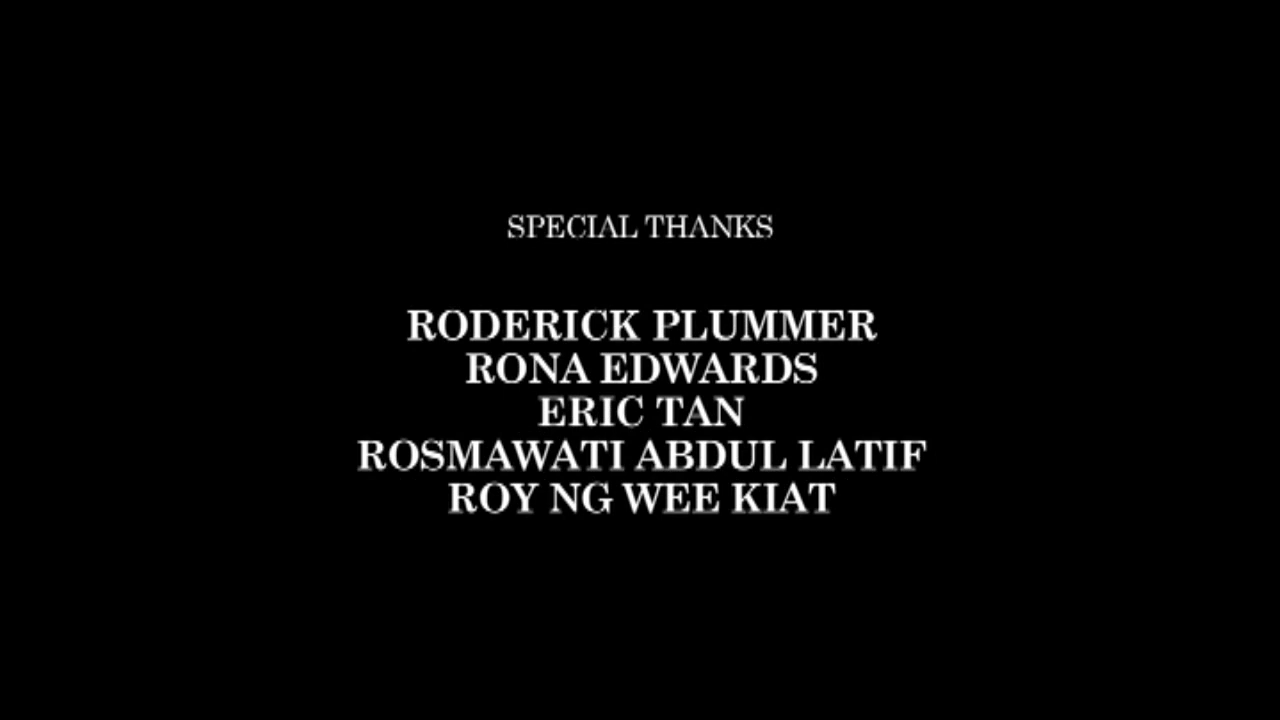 SPECIAL THANKS
RODERICK PLUMMER
RONA EDWARDS
ERIC TAN
ROSMAWATI ABDUL LATIF
ROY NG WEE KIAT